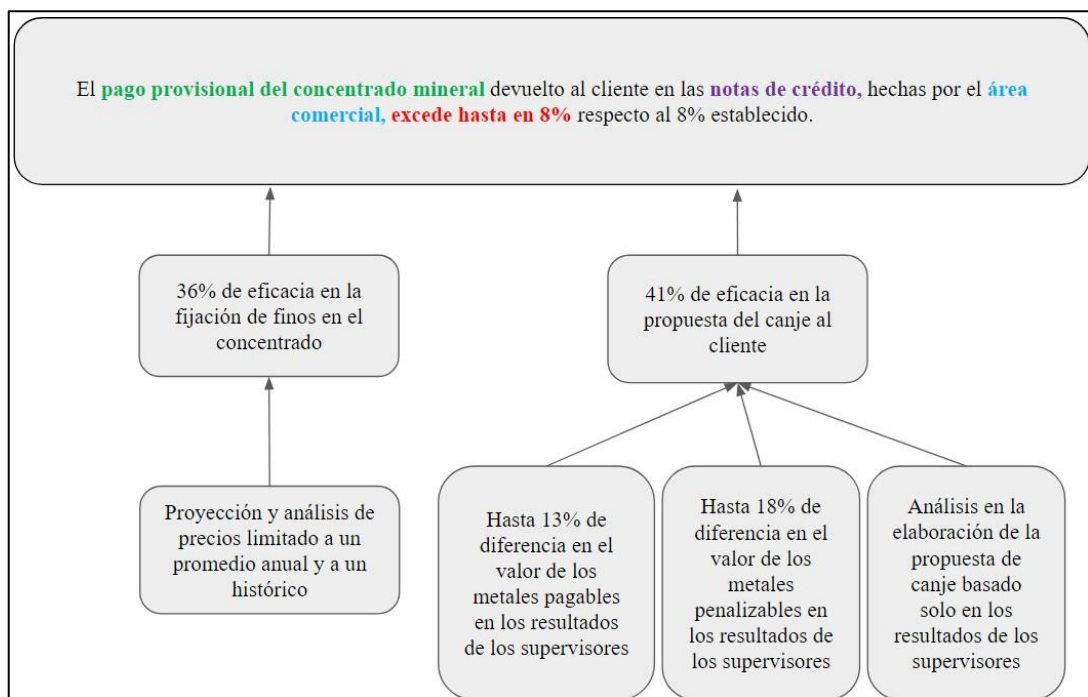 El pago provisional del concentrado mineral devuelto al cliente en las notas de crédito, hechas por el área
comercial, excede hasta en 8% respecto al 8% establecido.
36% de eficacia en la
fijación de finos en el
concentrado
41% de eficacia en la
propuesta del canje al
cliente
Proyección y análisis de
precios limitado a un
promedio anual y a un
histórico
Hasta 13% de
diferencia en el
valor de los
metales pagables
en los resultados
de los supervisores
Hasta 18% de
diferencia en el
valor de los
metales
penalizables en
los resultados de
los supervisores
Análisis en la
elaboración de la
propuesta de
canje basado
solo en los
resultados de los
supervisores